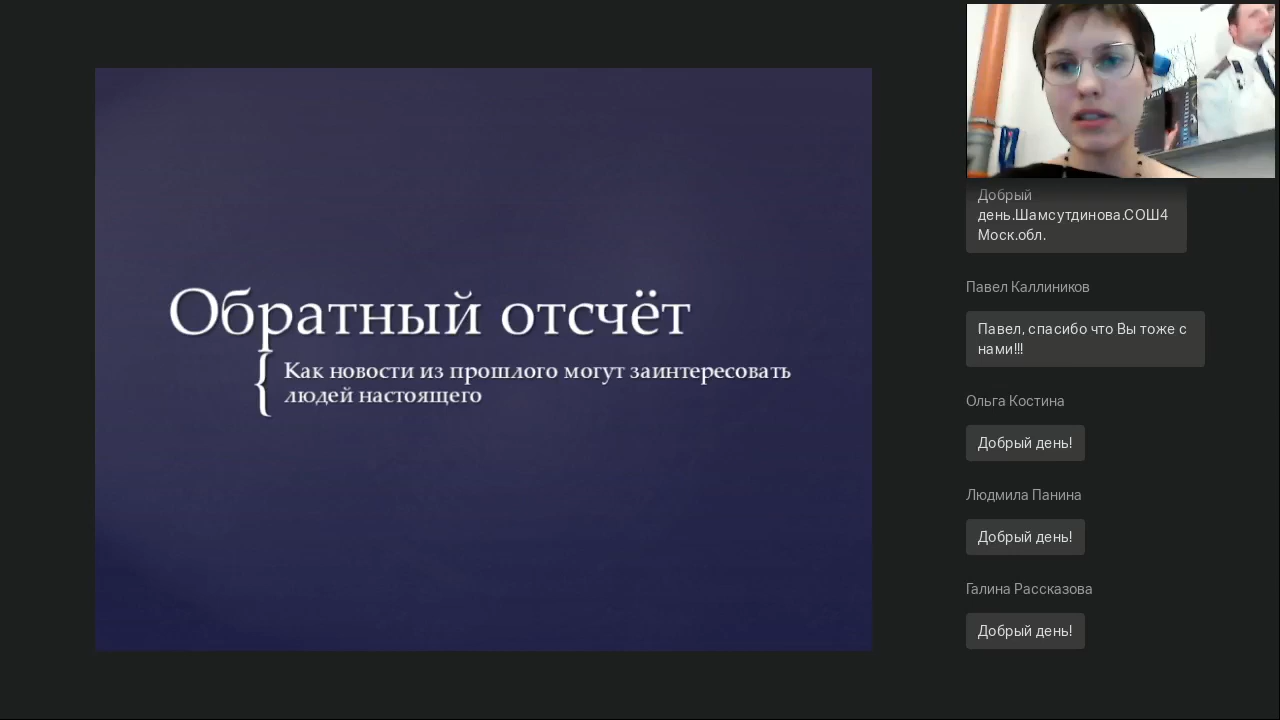 Обратный отсчёт
Как новости из прошлого могут заинтересовать
людей настоящего
Добрый
день.Шамсутдинова.СОШ4
Моск.обл.
Павел Каллиников
Павел, спасибо что Вы тоже с
нами!!!
Ольга Костина
Добрый день!
Людмила Панина
Добрый день!
Галина Рассказова
Добрый день!